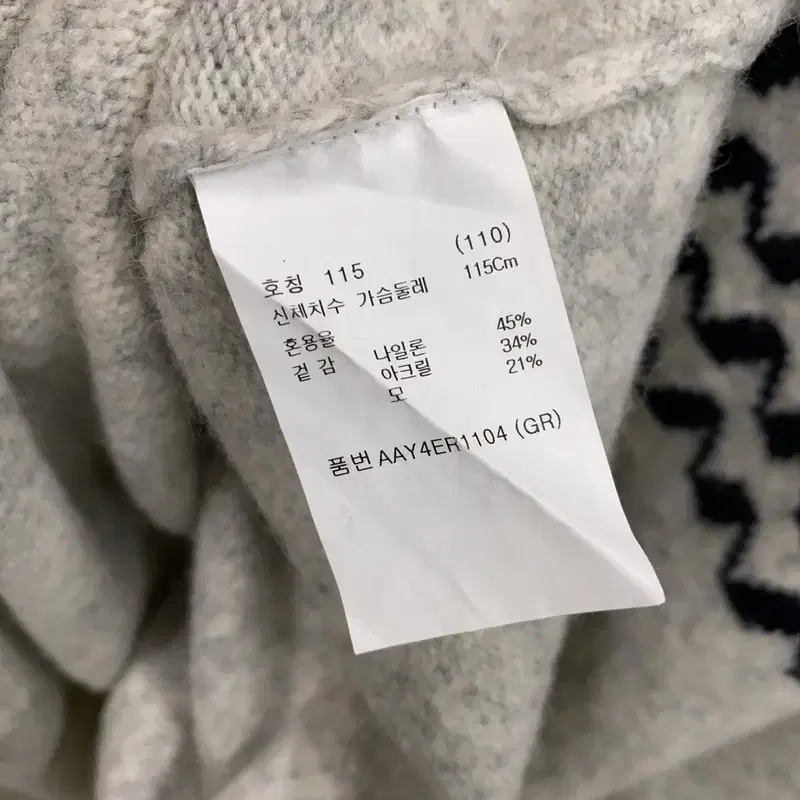 호칭 115 (110)
신체치수 가슴둘레 115Cm
혼용율
겉감 나일론 45%
아크릴 34%
모 21%
품번 AAY4ER1104 (GR)